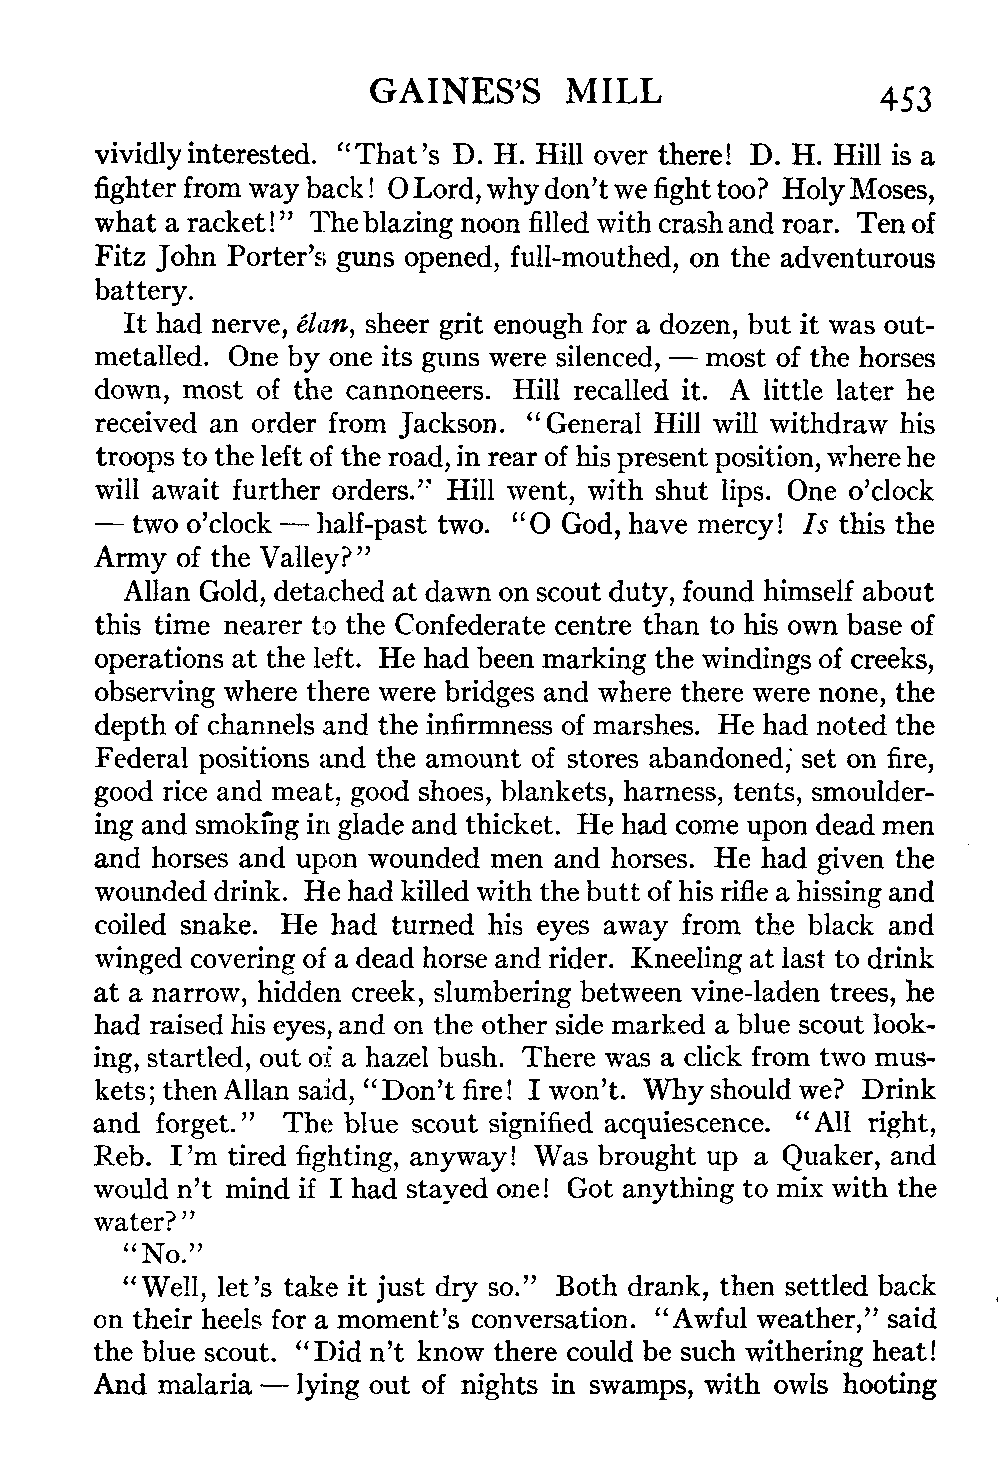 GAINES'S MILL 453
vividly interested. "That's D. H. Hill over there! D. H. Hill is a
fighter from way back! O Lord, why don't we fight too? Holy Moses,
what a racket!" The blazing noon filled with crash and roar. Ten of
Fitz John Porter's guns opened, full-mouthed, on the adventurous
battery.
It had nerve, élan, sheer grit enough for a dozen, but it was out-
metalled. One by one its guns were silenced, — most of the horses
down, most of the cannoneers. Hill recalled it. A little later he
received an order from Jackson. "General Hill will withdraw his
troops to the left of the road, in rear of his present position, where he
will await further orders." Hill went, with shut lips. One o'clock
— two o'clock — half-past two. "O God, have mercy! Is this the
Army of the Valley?"
Allan Gold, detached at dawn on scout duty, found himself about
this time nearer to the Confederate centre than to his own base of
operations at the left. He had been marking the windings of creeks,
observing where there were bridges and where there were none, the
depth of channels and the infirmness of marshes. He had noted the
Federal positions and the amount of stores abandoned, set on fire,
good rice and meat, good shoes, blankets, harness, tents, smoulder-
ing and smoking in glade and thicket. He had come upon dead men
and horses and upon wounded men and horses. He had given the
wounded drink. He had killed with the butt of his rifle a hissing and
coiled snake. He had turned his eyes away from the black and
winged covering of a dead horse and rider. Kneeling at last to drink
at a narrow, hidden creek, slumbering between vine-laden trees, he
had raised his eyes, and on the other side marked a blue scout look-
ing, startled, out of a hazel bush. There was a click from two mus-
kets; then Allan said, "Don't fire! I won't. Why should we? Drink
and forget." The blue scout signified acquiescence. "All right,
Reb. I'm tired fighting, anyway! Was brought up a Quaker, and
would n't mind if I had stayed one! Got anything to mix with the
water?"
"No."
"Well, let's take it just dry so." Both drank, then settled back
on their heels for a moment's conversation. "Awful weather," said
the blue scout. "Did n't know there could be such withering heat!
And malaria — lying out of nights in swamps, with owls hooting